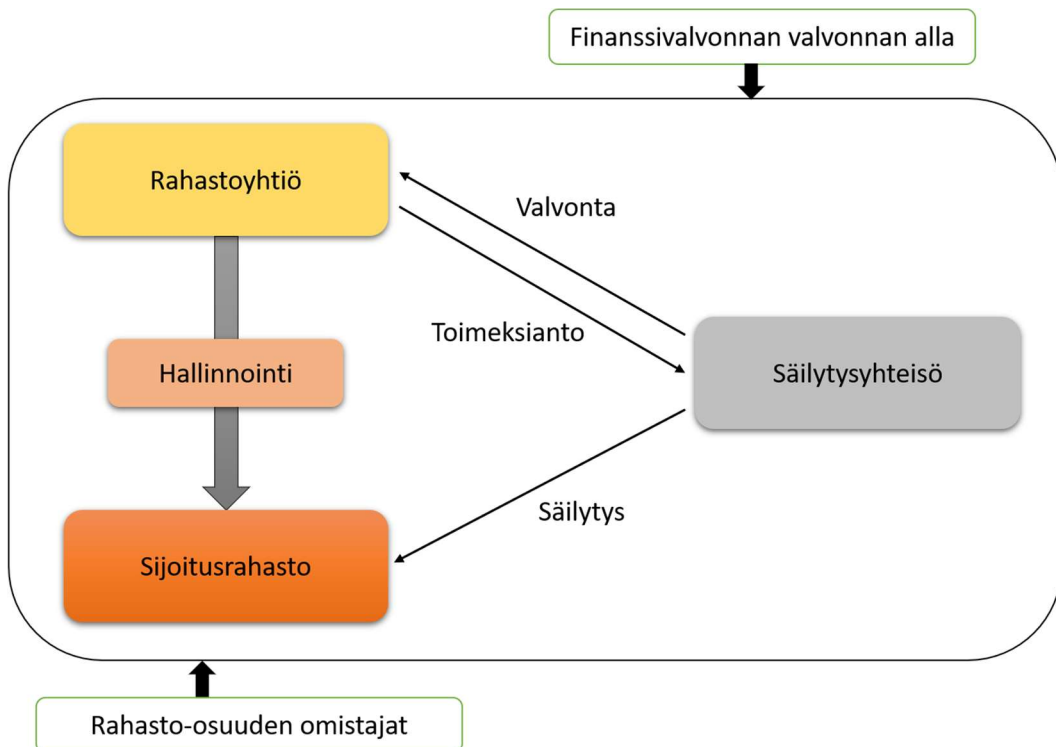 Finanssivalvonnan valvonnan alla
Rahastoyhtiö
Valvonta
Toimeksianto
Hallinnointi
Säilytysyhteisö
Säilytys
Sijoitusrahasto
Rahasto-osuuden omistajat